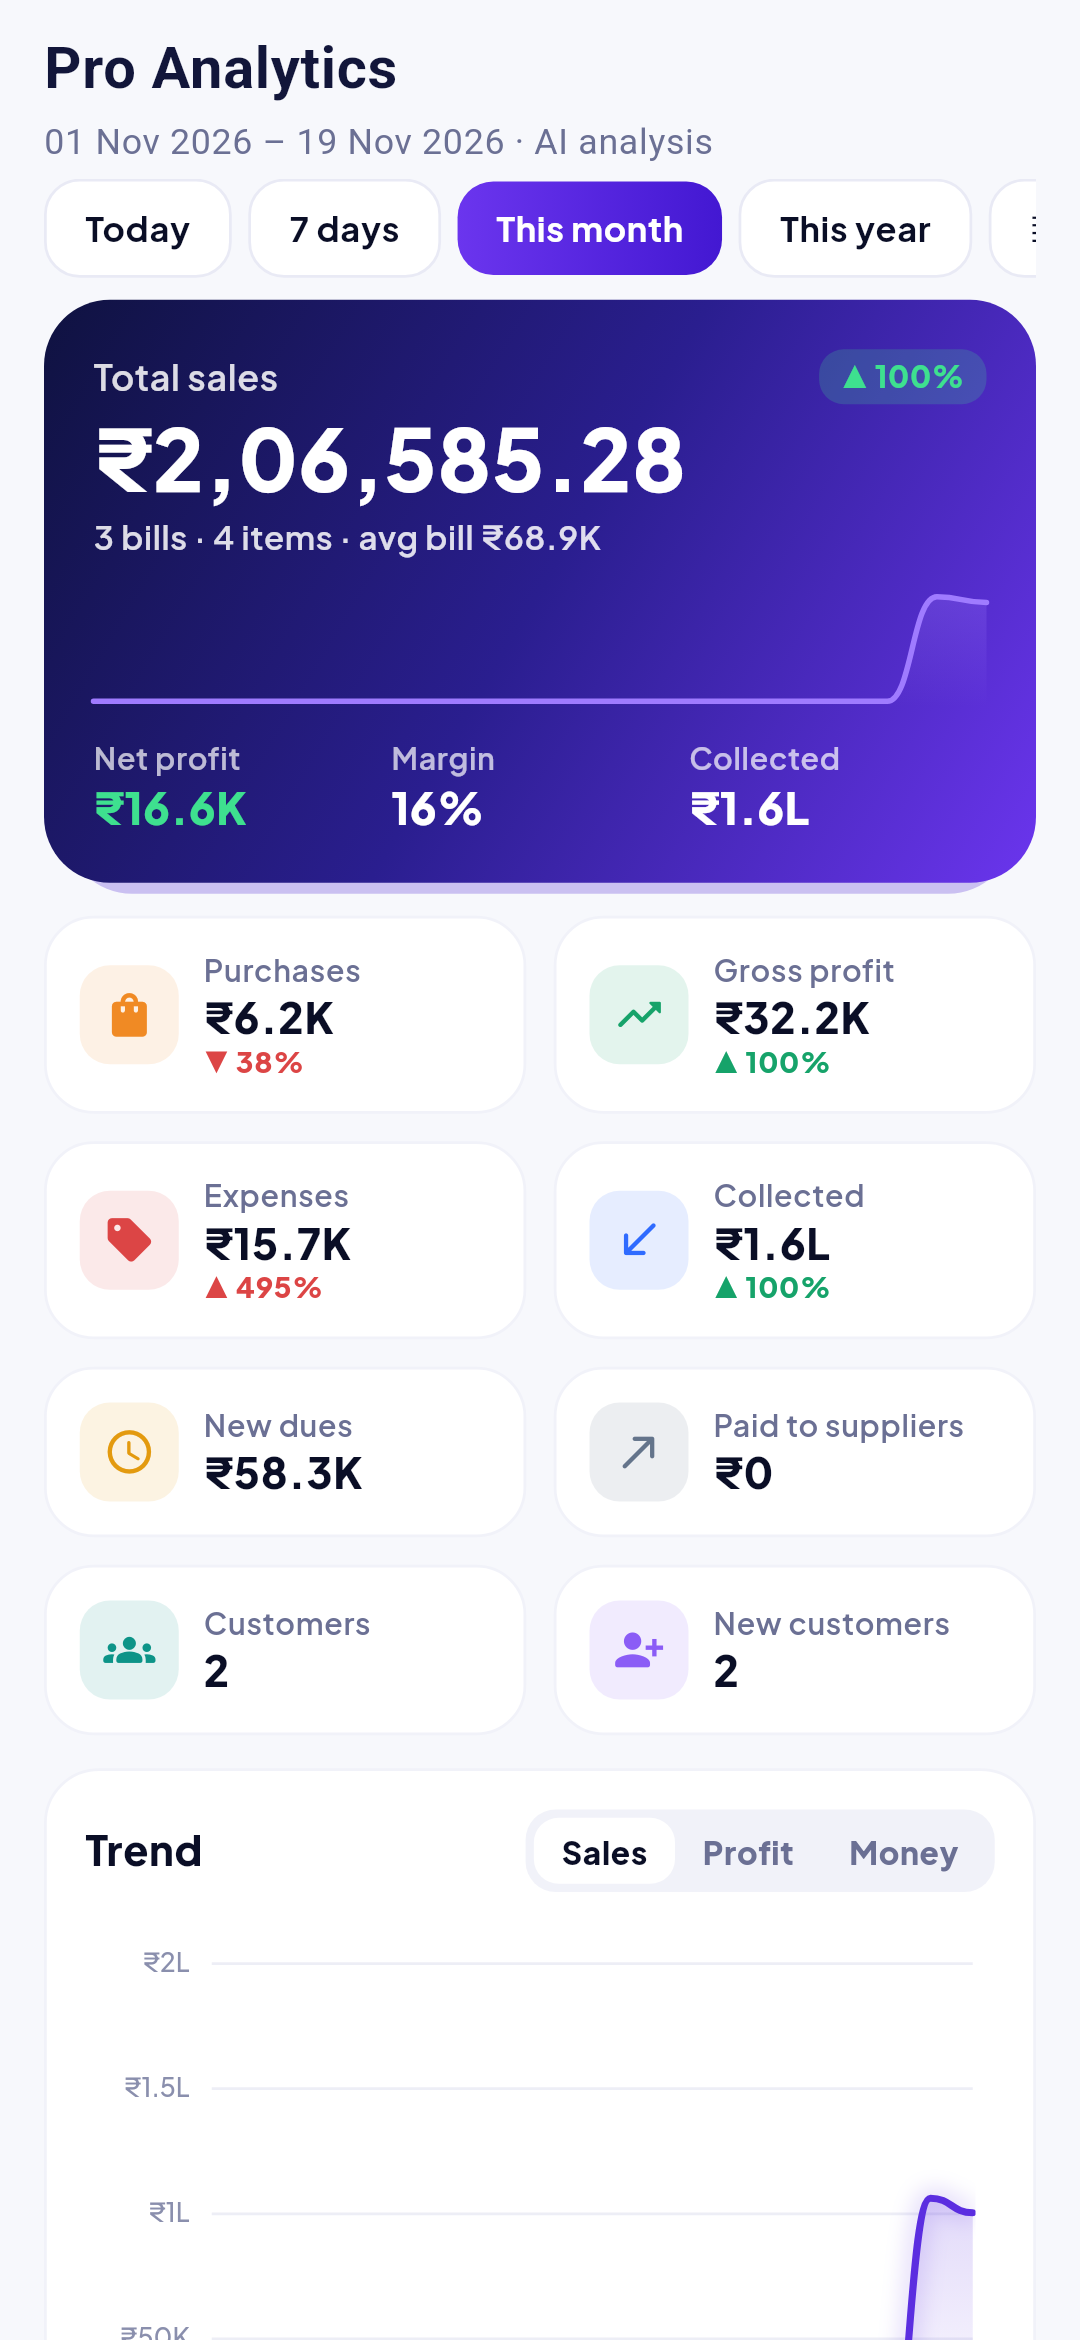 Pro Analytics
01 Nov 2026 – 19 Nov 2026 · AI analysis
Today 7 days This month This year
Total sales ▲ 100%
₹2,06,585.28
3 bills · 4 items · avg bill ₹68.9K
Net profit Margin Collected
₹16.6K 16% ₹1.6L
Purchases
₹6.2K
▼ 38%
Gross profit
₹32.2K
▲ 100%
Expenses
₹15.7K
▲ 495%
Collected
₹1.6L
▲ 100%
New dues
₹58.3K
Paid to suppliers
₹0
Customers
2
New customers
2
Trend Sales Profit Money
₹2L
₹1.5L
₹1L
₹50K